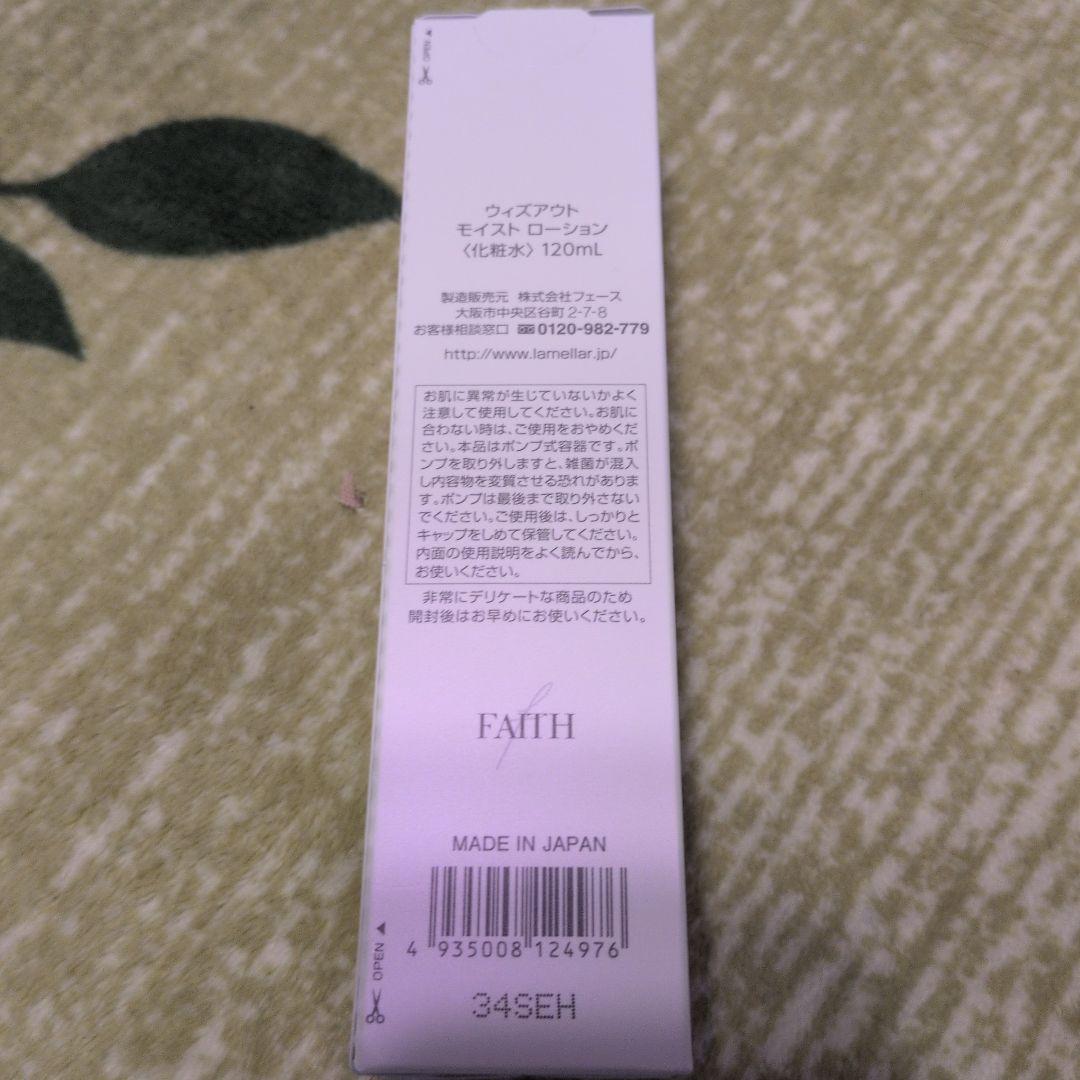 OPEN
ウィズアウト
モイスト ローション
〈化粧水〉 120mL
製造販売元 株式会社フェース
大阪市中央区谷町 2-7-8
お客様相談窓口 0120-982-779
http://www.lamellar.jp/
お肌に異常が生じていないかよく
注意して使用してください。お肌に
合わない時は、ご使用をおやめくだ
さい。本品はポンプ式容器です。ポ
ンプを取り外しますと、雑菌が混入
し内容物を変質させる恐れがありま
す。ポンプは最後まで取り外さない
でください。ご使用後は、しっかりと
キャップをしめて保管してください。
内面の使用説明をよく読んでから、
お使いください。
非常にデリケートな商品のため
開封後はお早めにお使いください。
FAITH
MADE IN JAPAN
4 935008 124976
OPEN
34SEH